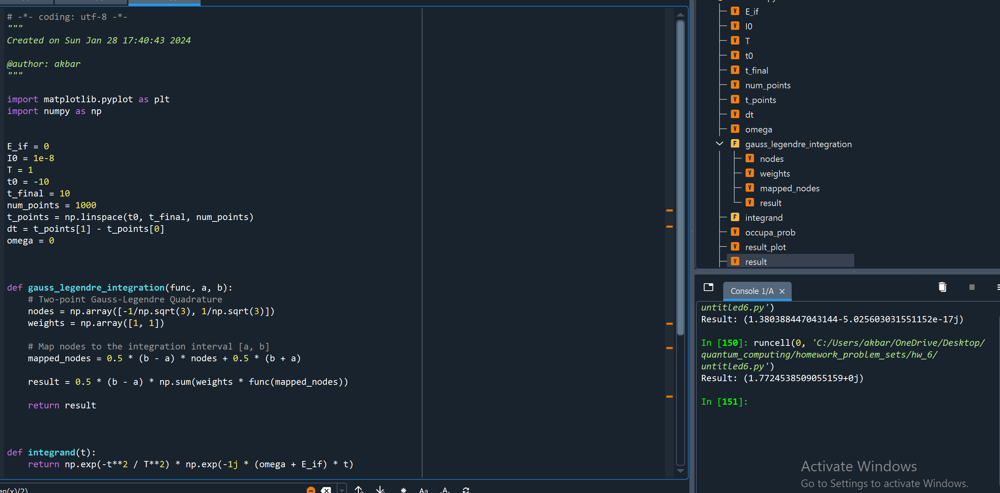 # -*- coding: utf-8 -*-
"""
Created on Sun Jan 28 17:40:43 2024
@author: akbar
"""
import matplotlib.pyplot as plt
import numpy as np
E_if = 0
I0 = 1e-8
T = 1
t0 = -10
t_final = 10
num_points = 1000
t_points = np.linspace(t0, t_final, num_points)
dt = t_points[1] - t_points[0]
omega = 0
def gauss_legendre_integration(func, a, b):
# Two-point Gauss-Legendre Quadrature
nodes = np.array([-1/np.sqrt(3), 1/np.sqrt(3)])
weights = np.array([1, 1])
# Map nodes to the integration interval [a, b]
mapped_nodes = 0.5 * (b - a) * nodes + 0.5 * (b + a)
result = 0.5 * (b - a) * np.sum(weights * func(mapped_nodes))
return result
def integrand(t):
return np.exp(-t**2 / T**2) * np.exp(-1j * (omega + E_if) * t)
en(x)/2)
Aa
.A.
V E_if
V I0
V T
V t0
V t_final
V num_points
V t_points
V dt
V omega
F gauss_legendre_integration
V nodes
V weights
V mapped_nodes
V result
F integrand
V occupa_prob
V result_plot
V result
Console 1/A
untitled6.py')
Result: (1.380388447043144-5.025603031551152e-17j)
In [150]: runcell(0, 'C:/Users/akbar/OneDrive/Desktop/
quantum_computing/homework_problem_sets/hw_6/
untitled6.py')
Result: (1.7724538509055159+0j)
In [151]:
Activate Windows
Go to Settings to activate Windows.